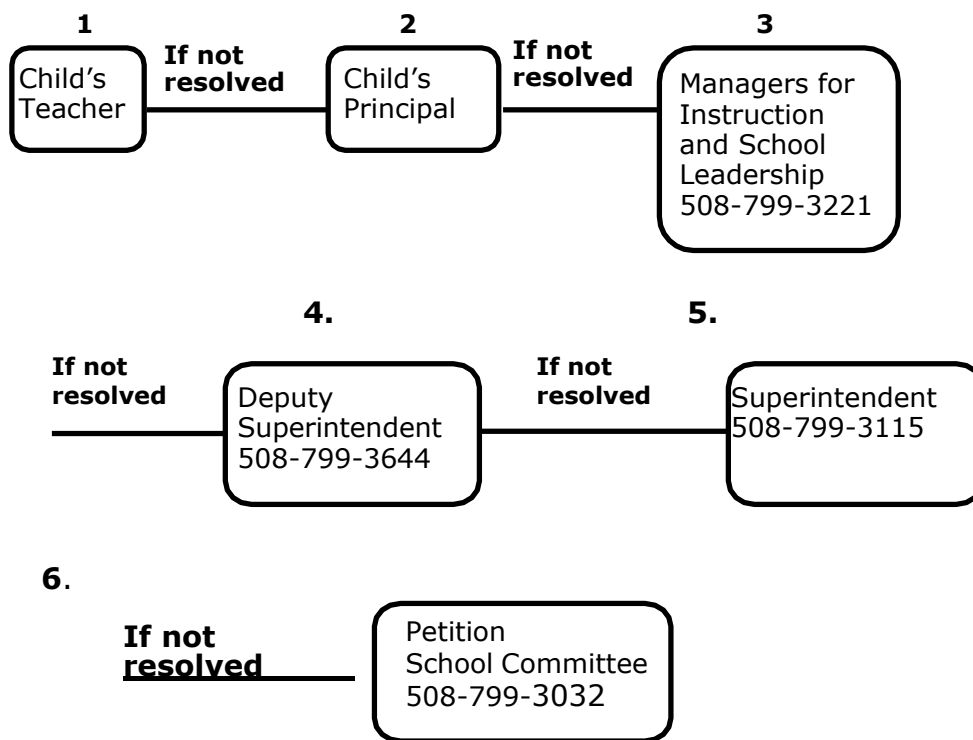 1
Child's
Teacher
If not
resolved
2
Child's
Principal
If not
resolved
3
Managers for
Instruction
and School
Leadership
508-799-3221
If not
resolved
4.
Deputy
Superintendent
508-799-3644
If not
resolved
5.
Superintendent
508-799-3115
6.
If not
resolved
Petition
School Committee
508-799-3032